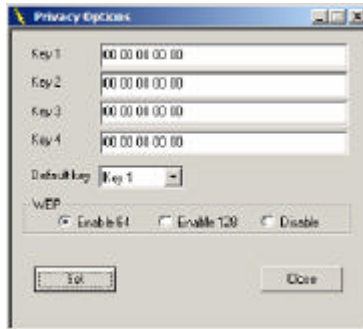 Privacy Options
Key 1 00 00 00 00 00
Key 2 00 00 00 00 00
Key 3 00 00 00 00 00
Key 4 00 00 00 00 00
Default key Key 1
WEP
Enable 64 Enable 128 Disable
Set Close